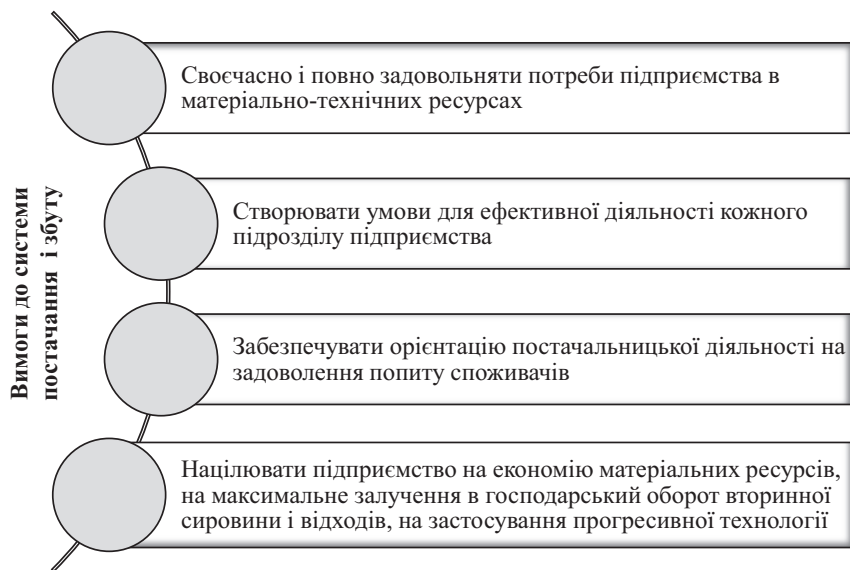 Вимоги до системи
постачання і збуту
Своєчасно і повно задовольняти потреби підприємства в
матеріально-технічних ресурсах
Створювати умови для ефективної діяльності кожного
підрозділу підприємства
Забезпечувати орієнтацію постачальницької діяльності на
задоволення попиту споживачів
Націлювати підприємство на економію матеріальних ресурсів,
на максимальне залучення в господарський оборот вторинної
сировини і відходів, на застосування прогресивної технології